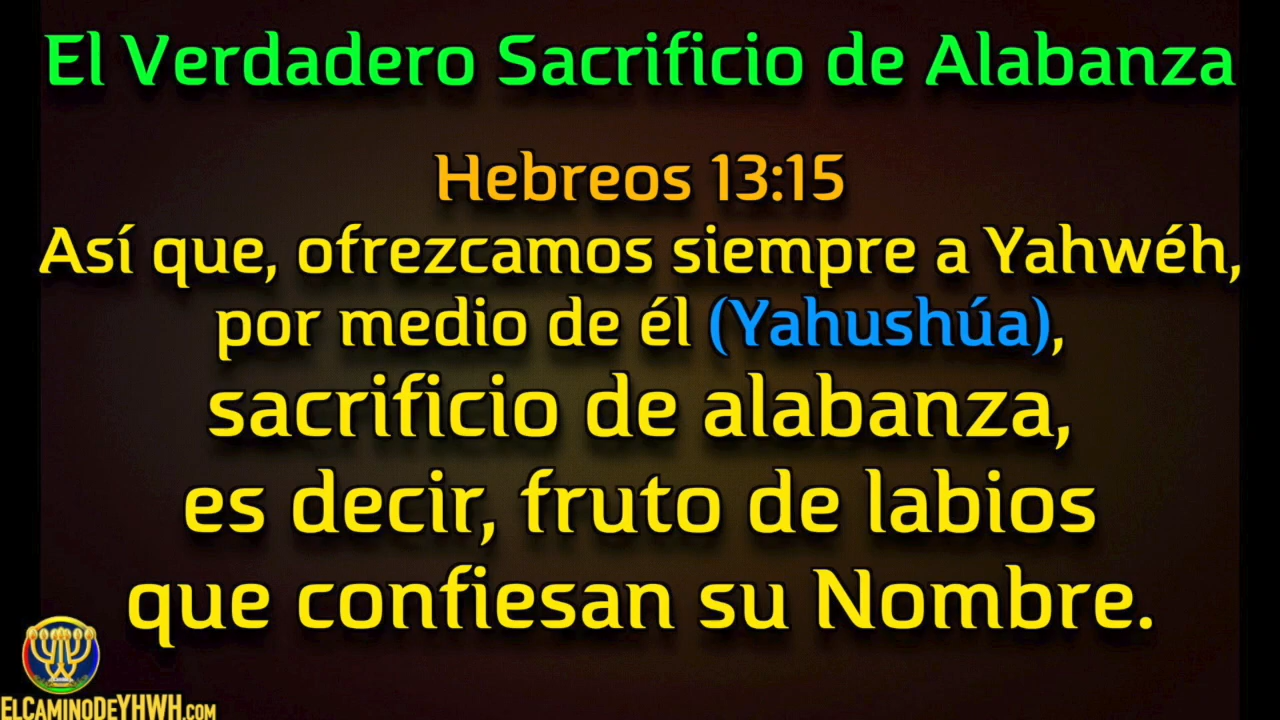 El Verdadero Sacrificio de Alabanza
Hebreos 13:15
Así que, ofrezcamos siempre a Yahwéh,
por medio de él (Yahushúa),
sacrificio de alabanza,
es decir, fruto de labios
que confiesan su Nombre.
ELCAMINODEYHWH.COM